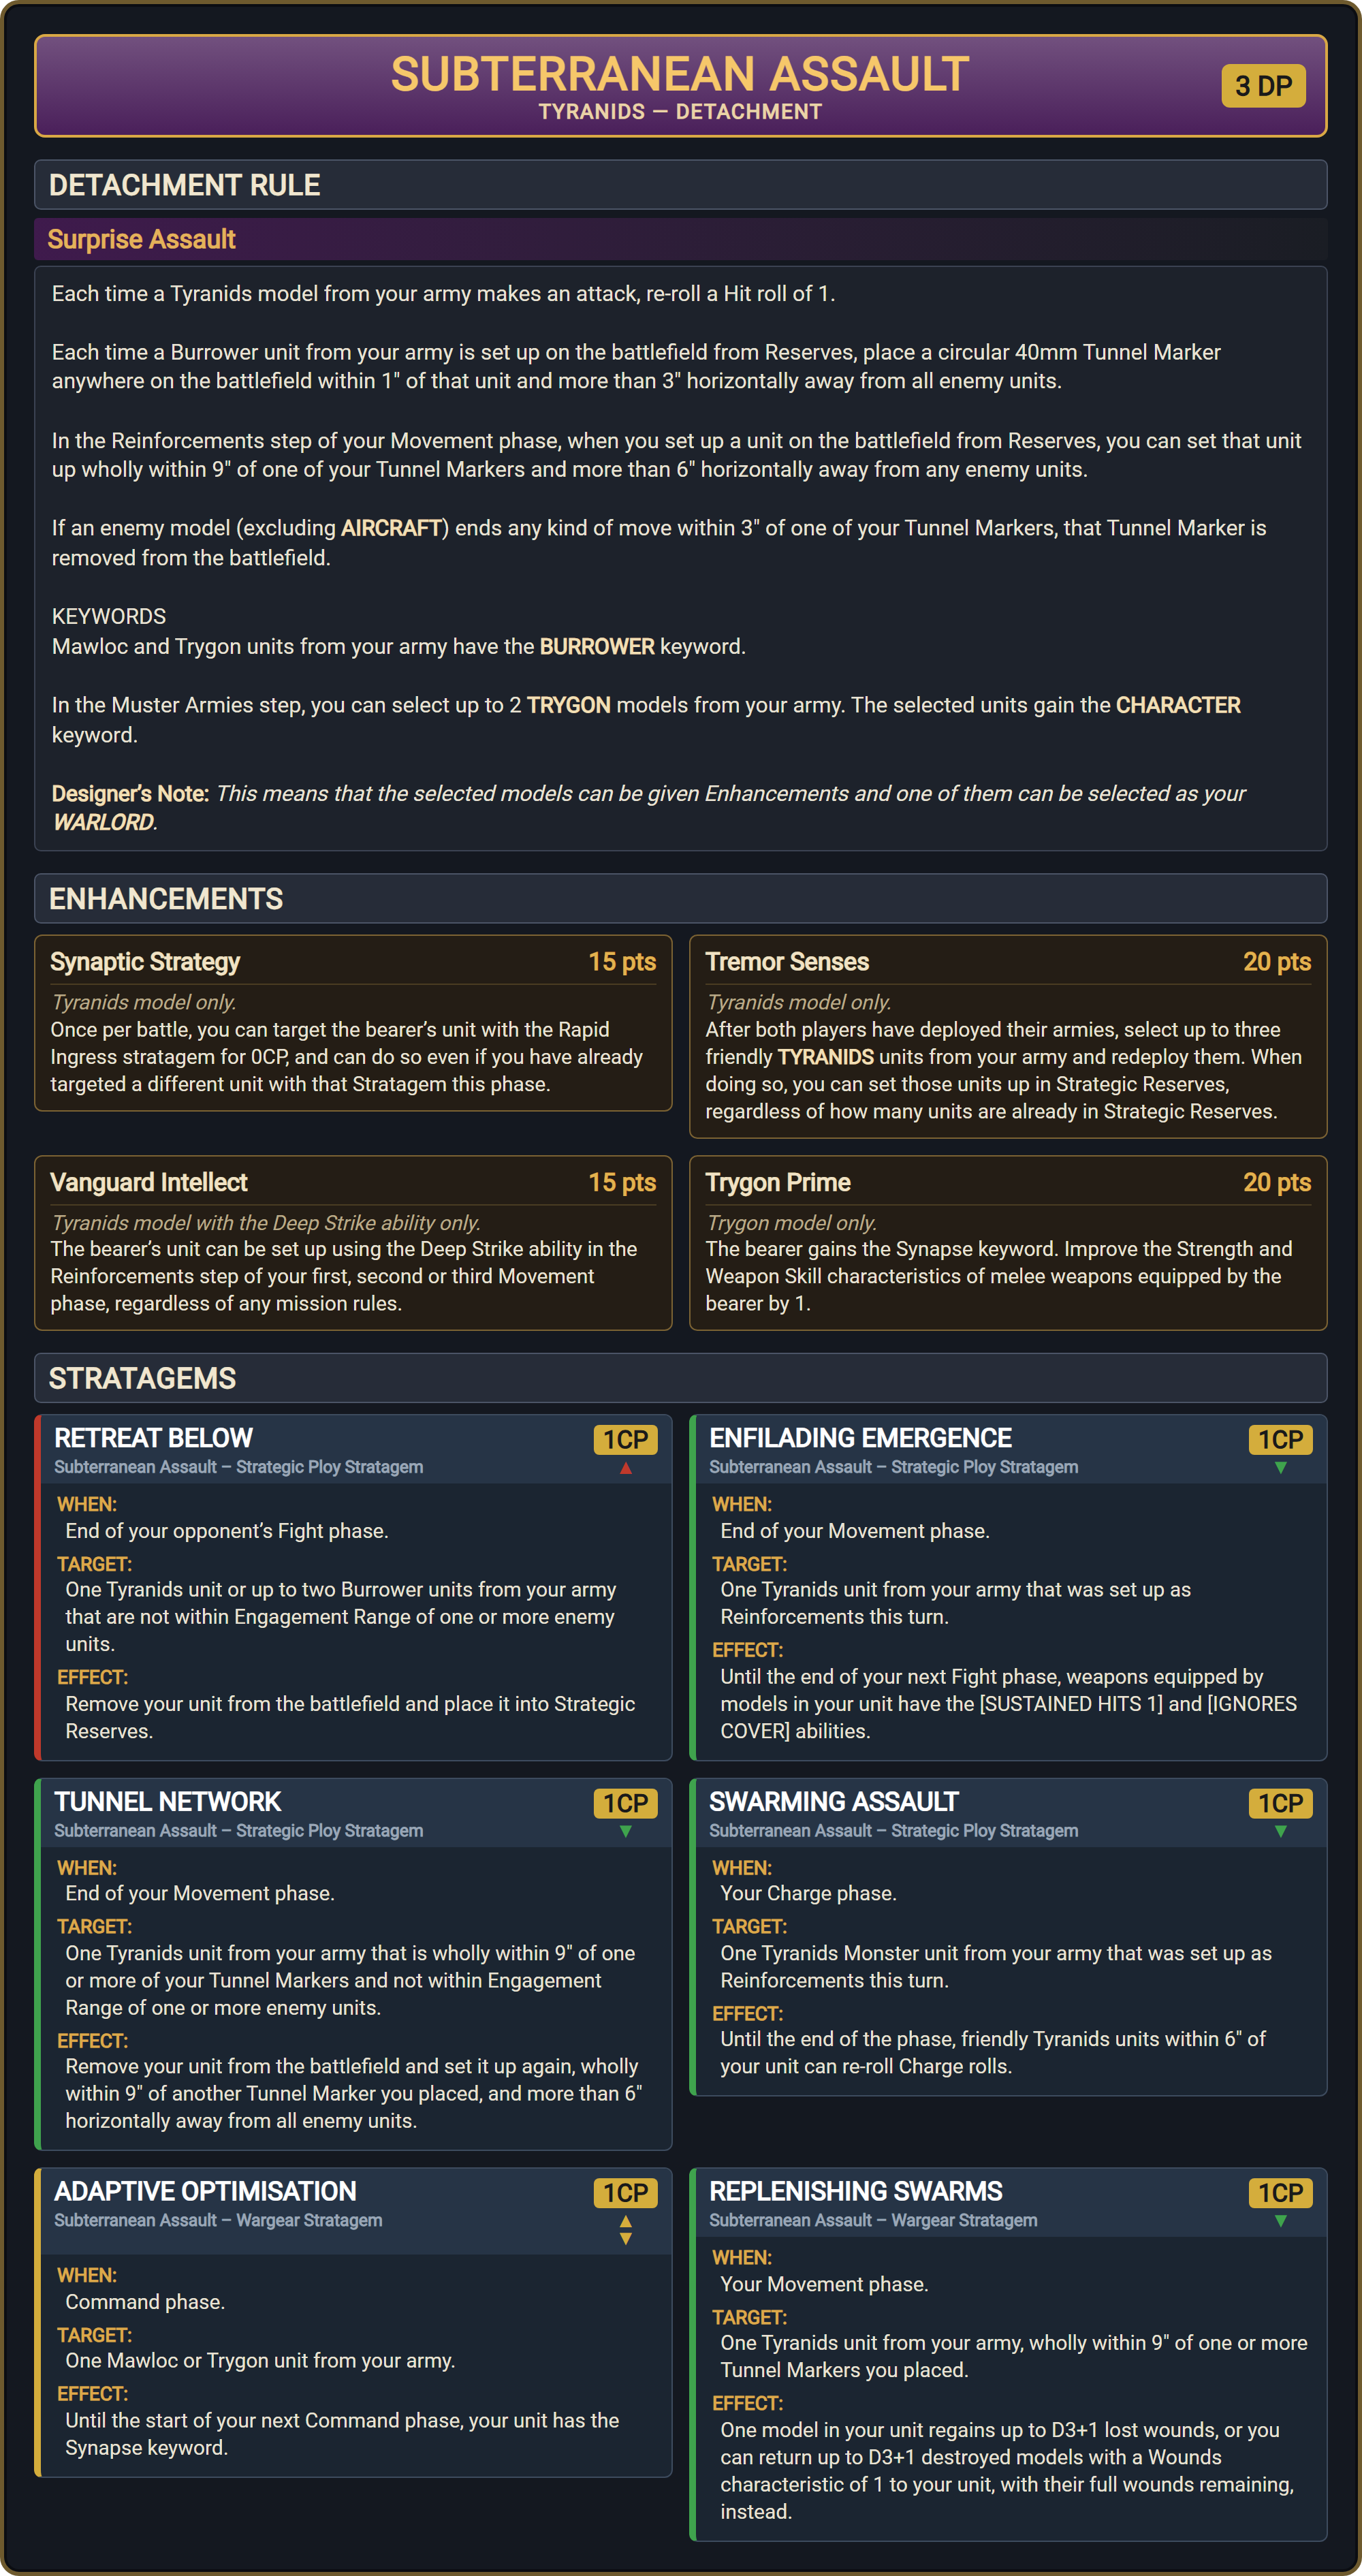 SUBTERRANEAN ASSAULT
TYRANIDS — DETACHMENT
3 DP
DETACHMENT RULE
Surprise Assault
Each time a Tyranids model from your army makes an attack, re-roll a Hit roll of 1.
Each time a Burrower unit from your army is set up on the battlefield from Reserves, place a circular 40mm Tunnel Marker
anywhere on the battlefield within 1" of that unit and more than 3" horizontally away from all enemy units.
In the Reinforcements step of your Movement phase, when you set up a unit on the battlefield from Reserves, you can set that unit
up wholly within 9" of one of your Tunnel Markers and more than 6" horizontally away from any enemy units.
If an enemy model (excluding AIRCRAFT) ends any kind of move within 3" of one of your Tunnel Markers, that Tunnel Marker is
removed from the battlefield.
KEYWORDS
Mawloc and Trygon units from your army have the BURROWER keyword.
In the Muster Armies step, you can select up to 2 TRYGON models from your army. The selected units gain the CHARACTER
keyword.
Designer’s Note: This means that the selected models can be given Enhancements and one of them can be selected as your
WARLORD.
ENHANCEMENTS
Synaptic Strategy
15 pts
Tyranids model only.
Once per battle, you can target the bearer’s unit with the Rapid
Ingress stratagem for 0CP, and can do so even if you have already
targeted a different unit with that Stratagem this phase.
Tremor Senses
20 pts
Tyranids model only.
After both players have deployed their armies, select up to three
friendly TYRANIDS units from your army and redeploy them. When
doing so, you can set those units up in Strategic Reserves,
regardless of how many units are already in Strategic Reserves.
Vanguard Intellect
15 pts
Tyranids model with the Deep Strike ability only.
The bearer’s unit can be set up using the Deep Strike ability in the
Reinforcements step of your first, second or third Movement
phase, regardless of any mission rules.
Trygon Prime
20 pts
Trygon model only.
The bearer gains the Synapse keyword. Improve the Strength and
Weapon Skill characteristics of melee weapons equipped by the
bearer by 1.
STRATAGEMS
RETREAT BELOW
1CP
Subterranean Assault – Strategic Ploy Stratagem
▲
WHEN:
End of your opponent’s Fight phase.
TARGET:
One Tyranids unit or up to two Burrower units from your army
that are not within Engagement Range of one or more enemy
units.
EFFECT:
Remove your unit from the battlefield and place it into Strategic
Reserves.
ENFILADING EMERGENCE
1CP
Subterranean Assault – Strategic Ploy Stratagem
▼
WHEN:
End of your Movement phase.
TARGET:
One Tyranids unit from your army that was set up as
Reinforcements this turn.
EFFECT:
Until the end of your next Fight phase, weapons equipped by
models in your unit have the [SUSTAINED HITS 1] and [IGNORES
COVER] abilities.
TUNNEL NETWORK
1CP
Subterranean Assault – Strategic Ploy Stratagem
▼
WHEN:
End of your Movement phase.
TARGET:
One Tyranids unit from your army that is wholly within 9" of one
or more of your Tunnel Markers and not within Engagement
Range of one or more enemy units.
EFFECT:
Remove your unit from the battlefield and set it up again, wholly
within 9" of another Tunnel Marker you placed, and more than 6"
horizontally away from all enemy units.
SWARMING ASSAULT
1CP
Subterranean Assault – Strategic Ploy Stratagem
▼
WHEN:
Your Charge phase.
TARGET:
One Tyranids Monster unit from your army that was set up as
Reinforcements this turn.
EFFECT:
Until the end of the phase, friendly Tyranids units within 6" of
your unit can re-roll Charge rolls.
ADAPTIVE OPTIMISATION
1CP
Subterranean Assault – Wargear Stratagem
▲
▼
WHEN:
Command phase.
TARGET:
One Mawloc or Trygon unit from your army.
EFFECT:
Until the start of your next Command phase, your unit has the
Synapse keyword.
REPLENISHING SWARMS
1CP
Subterranean Assault – Wargear Stratagem
▼
WHEN:
Your Movement phase.
TARGET:
One Tyranids unit from your army, wholly within 9" of one or more
Tunnel Markers you placed.
EFFECT:
One model in your unit regains up to D3+1 lost wounds, or you
can return up to D3+1 destroyed models with a Wounds
characteristic of 1 to your unit, with their full wounds remaining,
instead.